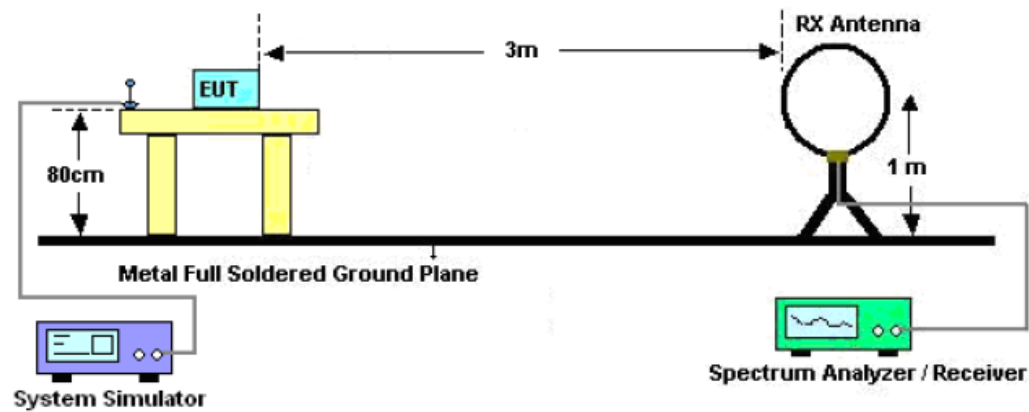 RX Antenna
3m
EUT
80cm
1 m
Metal Full Soldered Ground Plane
System Simulator
Spectrum Analyzer / Receiver